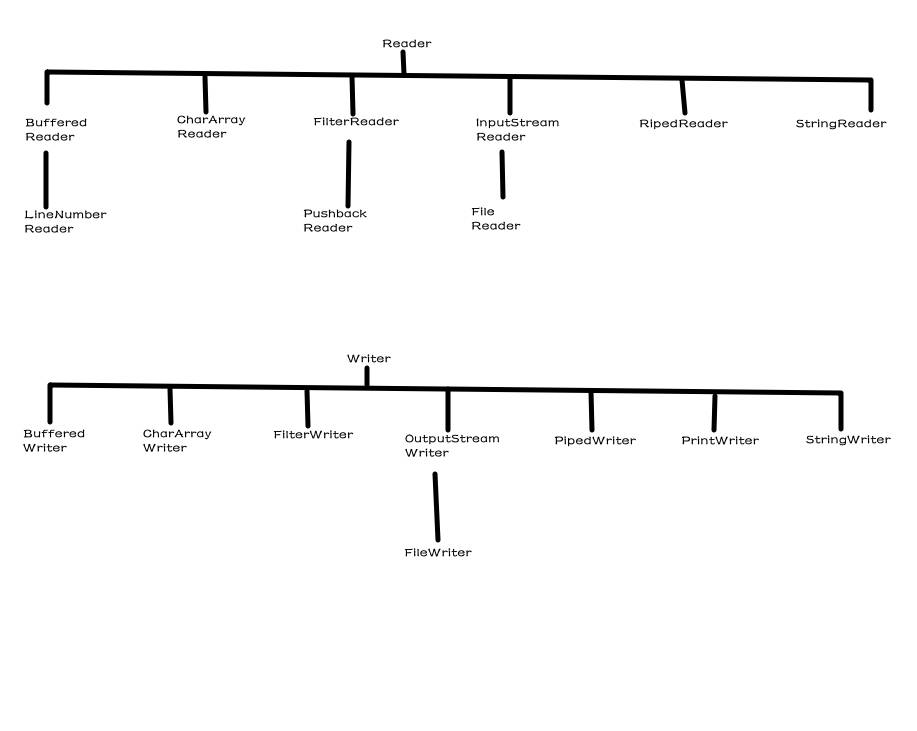 Reader
Buffered
Reader
CharArray
Reader
FilterReader
InputStream
Reader
RipedReader
StringReader
LineNumber
Reader
Pushback
Reader
File
Reader
Writer
Buffered
Writer
CharArray
Writer
FilterWriter
OutputStream
Writer
PipedWriter
PrintWriter
StringWriter
FileWriter